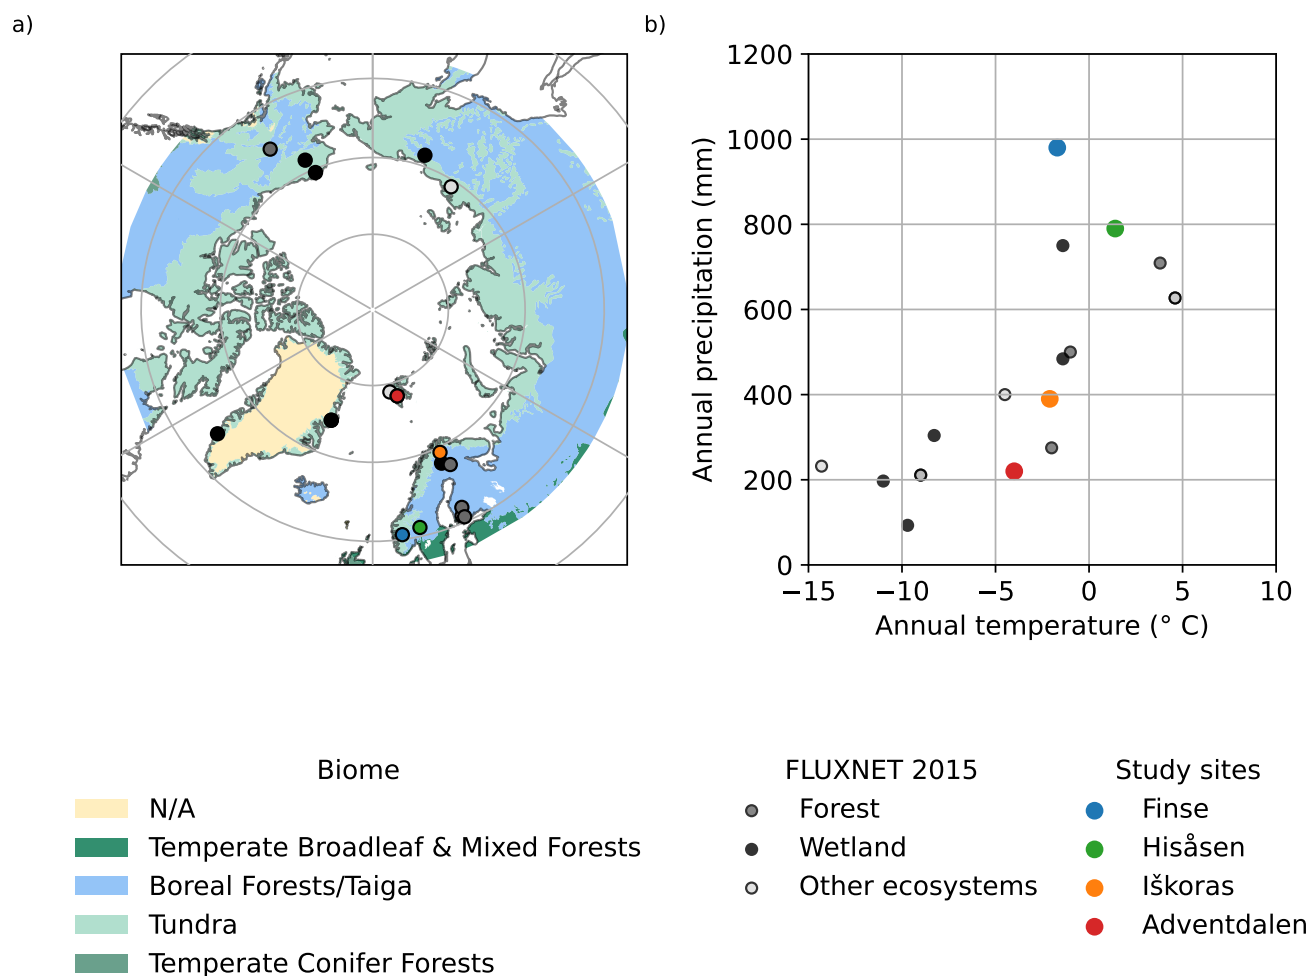 a)
b)
1200
1000
800
600
400
200
0
Annual precipitation (mm)
−15 −10 −5 0 5 10
Annual temperature (° C)
Biome
N/A
Temperate Broadleaf & Mixed Forests
Boreal Forests/Taiga
Tundra
Temperate Conifer Forests
FLUXNET 2015
Forest
Wetland
Other ecosystems
Study sites
Finse
Hisåsen
Iškoras
Adventdalen